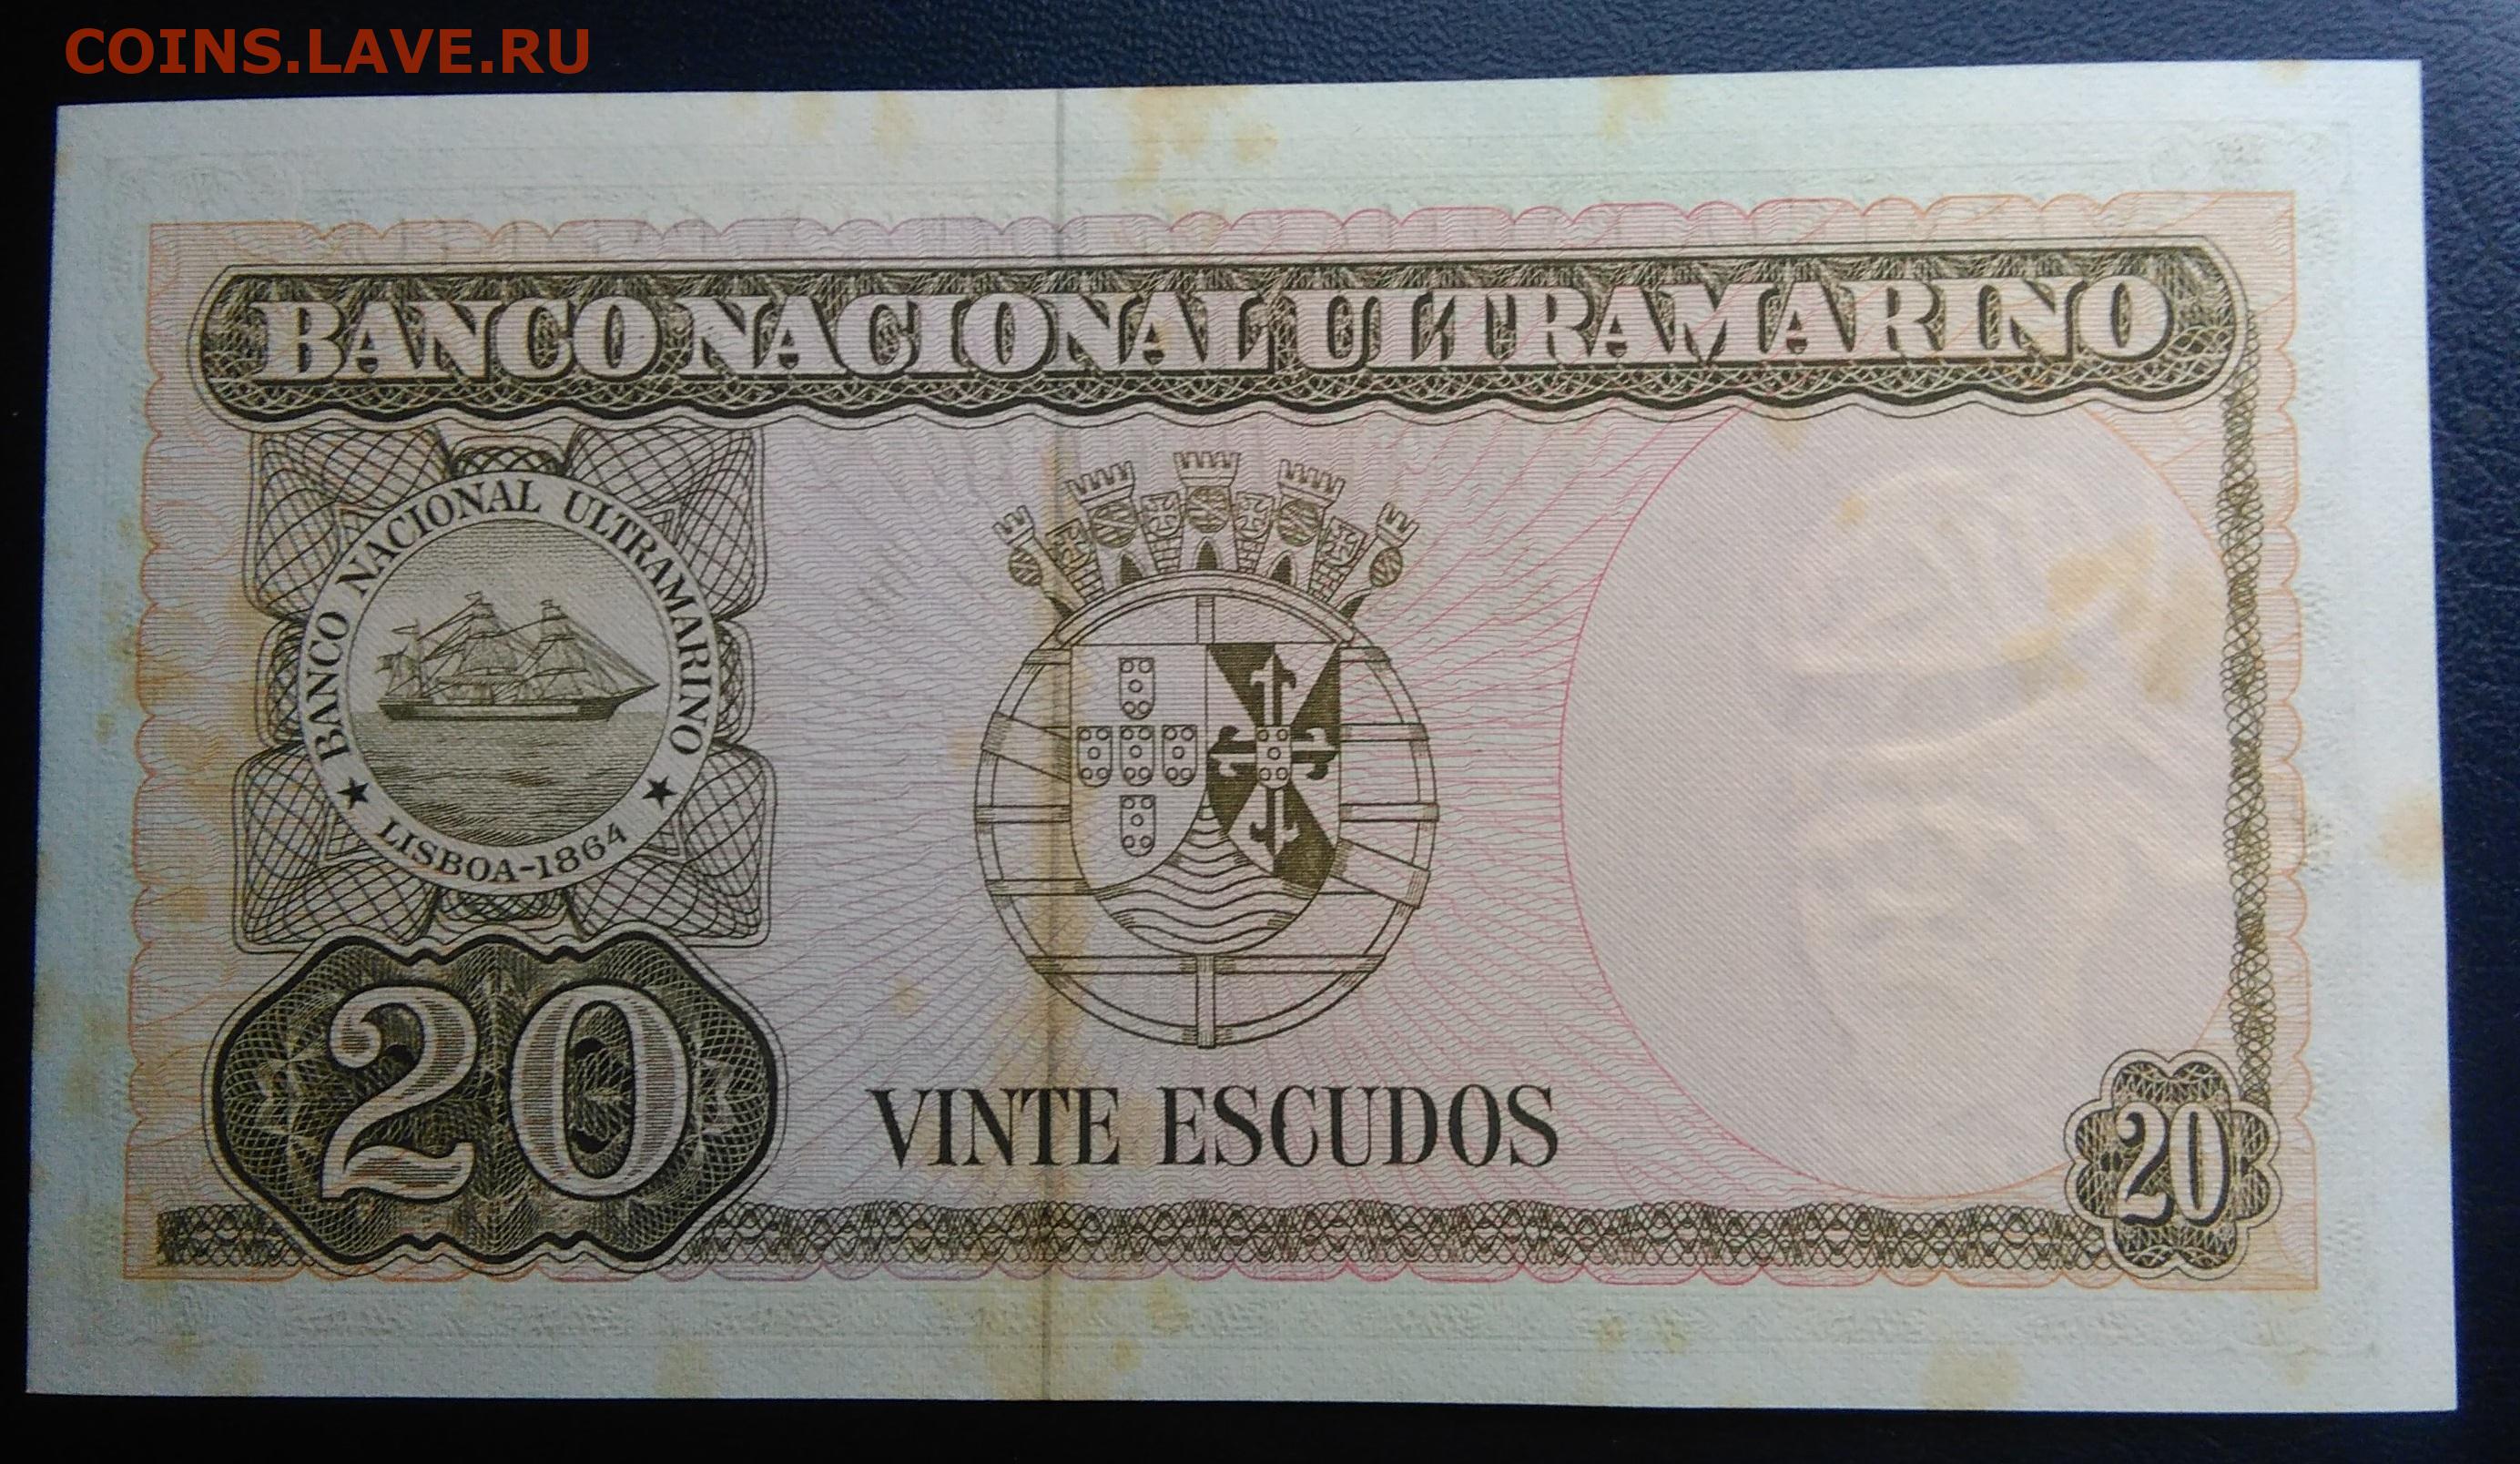 COINS.LAVE.RU
BANCO NACIONAL ULTRAMARINO
BANCO NACIONAL ULTRAMARINO
★ LISBOA-1864 ★
20
VINTE ESCUDOS
20